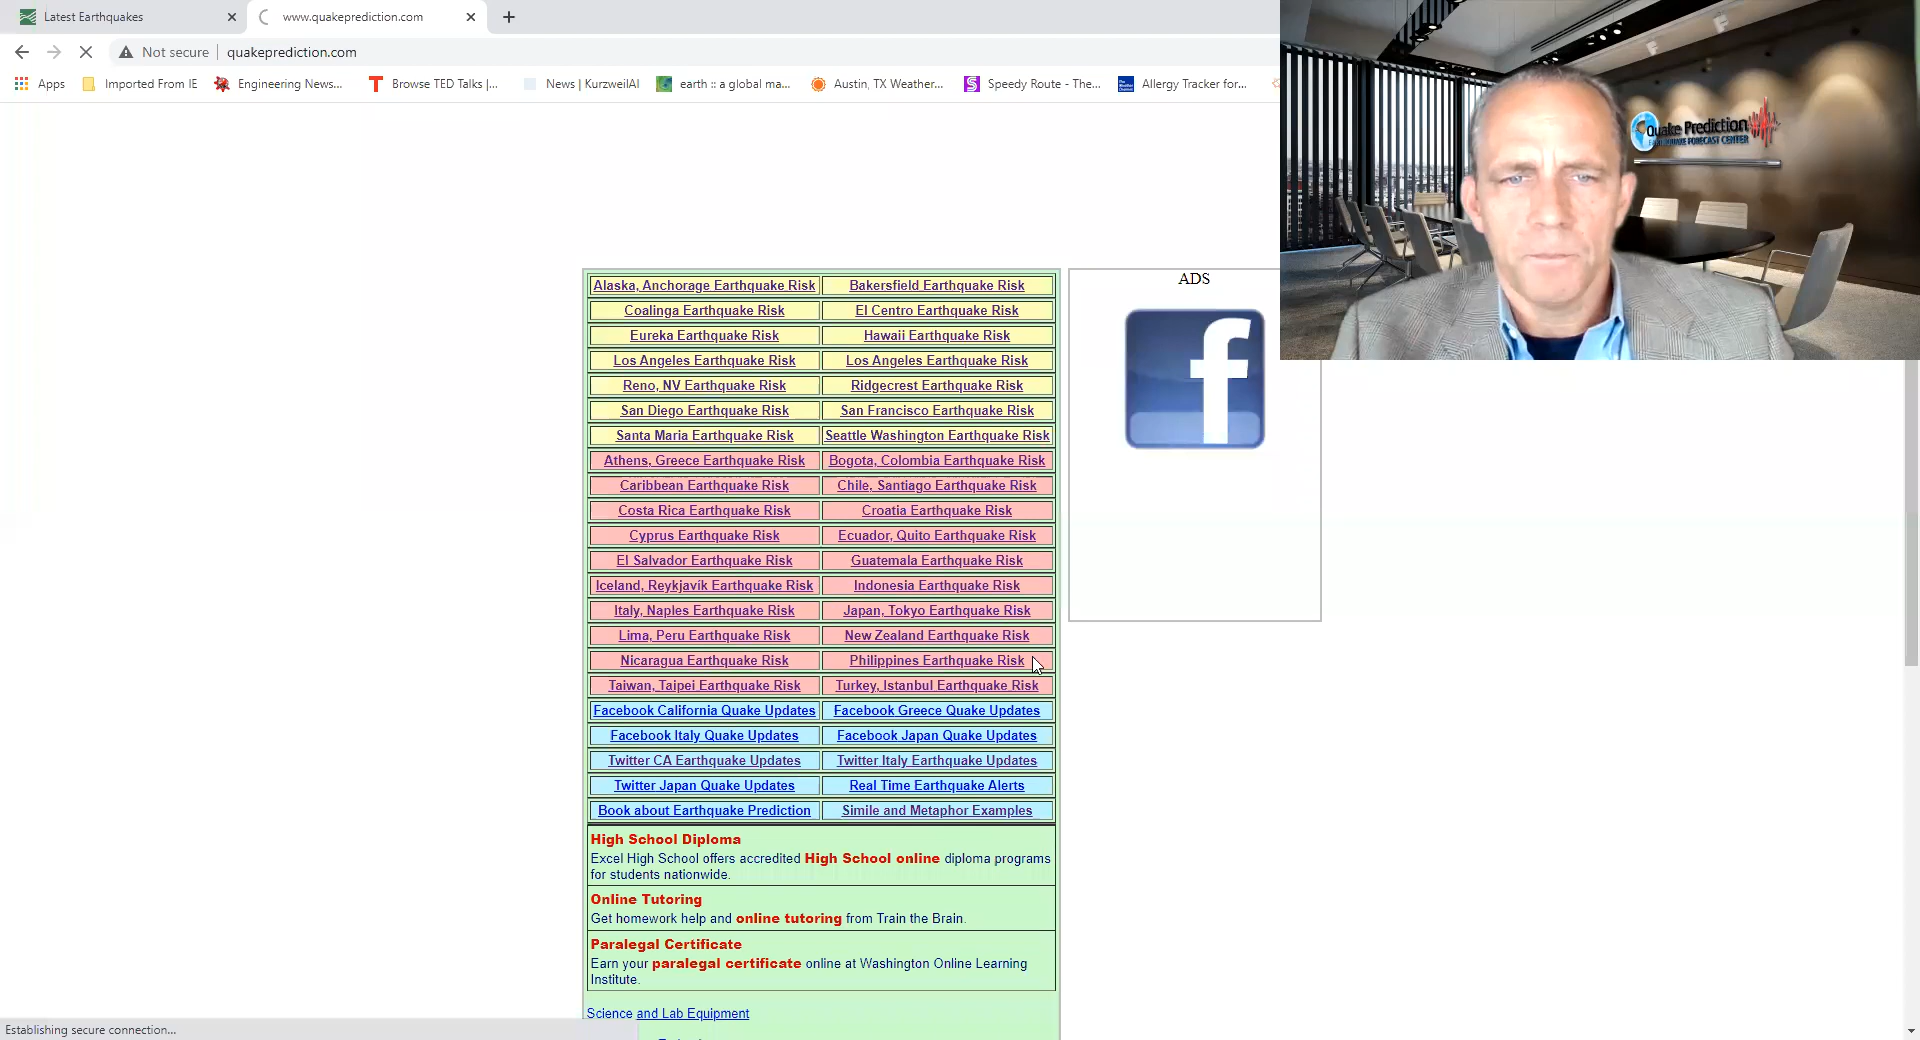 Latest Earthquakes
www.quakeprediction.com
Not secure
quakeprediction.com
Apps
Imported From IE
Engineering News...
Browse TED Talks |...
News | KurzweilAI
earth :: a global ma...
Austin, TX Weather...
Speedy Route - The...
Allergy Tracker for...
Quake Prediction
EARTHQUAKE FORECAST CENTER
ADS
Alaska, Anchorage Earthquake Risk
Bakersfield Earthquake Risk
Coalinga Earthquake Risk
El Centro Earthquake Risk
Eureka Earthquake Risk
Hawaii Earthquake Risk
Los Angeles Earthquake Risk
Los Angeles Earthquake Risk
Reno, NV Earthquake Risk
Ridgecrest Earthquake Risk
San Diego Earthquake Risk
San Francisco Earthquake Risk
Santa Maria Earthquake Risk
Seattle Washington Earthquake Risk
Athens, Greece Earthquake Risk
Bogota, Colombia Earthquake Risk
Caribbean Earthquake Risk
Chile, Santiago Earthquake Risk
Costa Rica Earthquake Risk
Croatia Earthquake Risk
Cyprus Earthquake Risk
Ecuador, Quito Earthquake Risk
El Salvador Earthquake Risk
Guatemala Earthquake Risk
Iceland, Reykjavík Earthquake Risk
Indonesia Earthquake Risk
Italy, Naples Earthquake Risk
Japan, Tokyo Earthquake Risk
Lima, Peru Earthquake Risk
New Zealand Earthquake Risk
Nicaragua Earthquake Risk
Philippines Earthquake Risk
Taiwan, Taipei Earthquake Risk
Turkey, Istanbul Earthquake Risk
Facebook California Quake Updates
Facebook Greece Quake Updates
Facebook Italy Quake Updates
Facebook Japan Quake Updates
Twitter CA Earthquake Updates
Twitter Italy Earthquake Updates
Twitter Japan Quake Updates
Real Time Earthquake Alerts
Book about Earthquake Prediction
Simile and Metaphor Examples
High School Diploma
Excel High School offers accredited High School online diploma programs
for students nationwide.
Online Tutoring
Get homework help and online tutoring from Train the Brain.
Paralegal Certificate
Earn your paralegal certificate online at Washington Online Learning
Institute.
Science and Lab Equipment
Establishing secure connection...